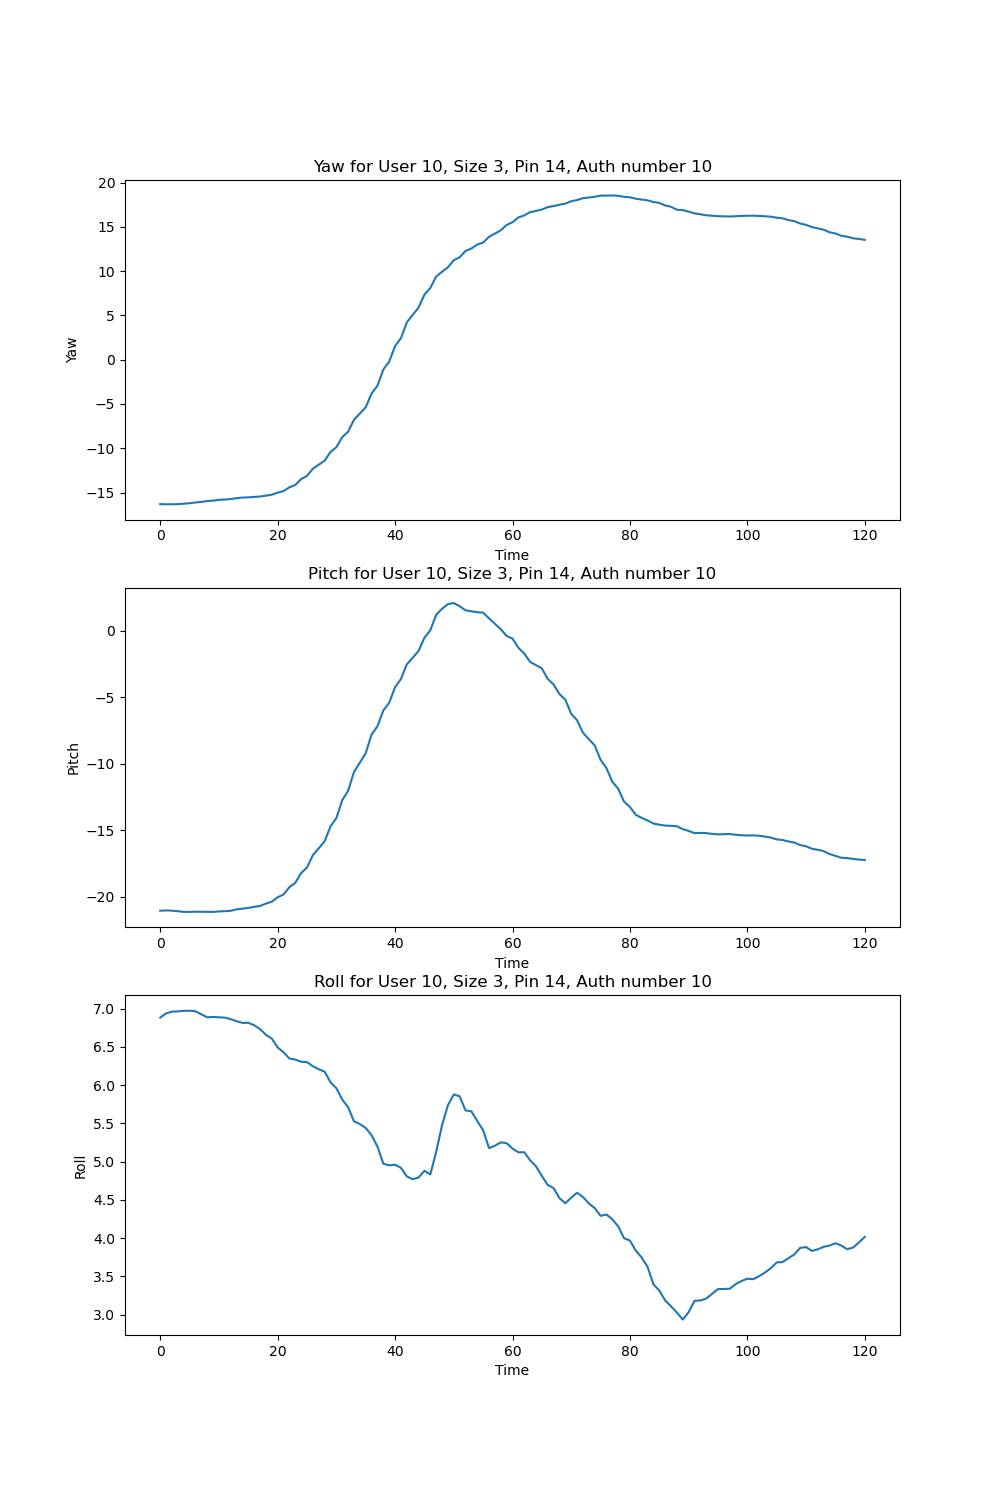 Yaw for User 10, Size 3, Pin 14, Auth number 10
20
15
10
5
0
−5
−10
−15
Yaw
0 20 40 60 80 100 120
Time
Pitch for User 10, Size 3, Pin 14, Auth number 10
0
−5
−10
−15
−20
Pitch
0 20 40 60 80 100 120
Time
Roll for User 10, Size 3, Pin 14, Auth number 10
7.0
6.5
6.0
5.5
5.0
4.5
4.0
3.5
3.0
Roll
0 20 40 60 80 100 120
Time